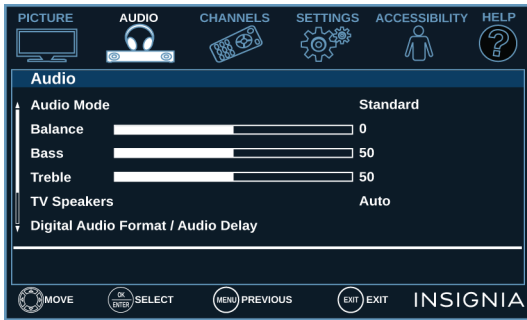 PICTURE AUDIO CHANNELS SETTINGS ACCESSIBILITY HELP
?
Audio
Audio Mode Standard
Balance 0
Bass 50
Treble 50
TV Speakers Auto
Digital Audio Format / Audio Delay
MOVE OK ENTER SELECT MENU PREVIOUS EXIT EXIT INSIGNIA